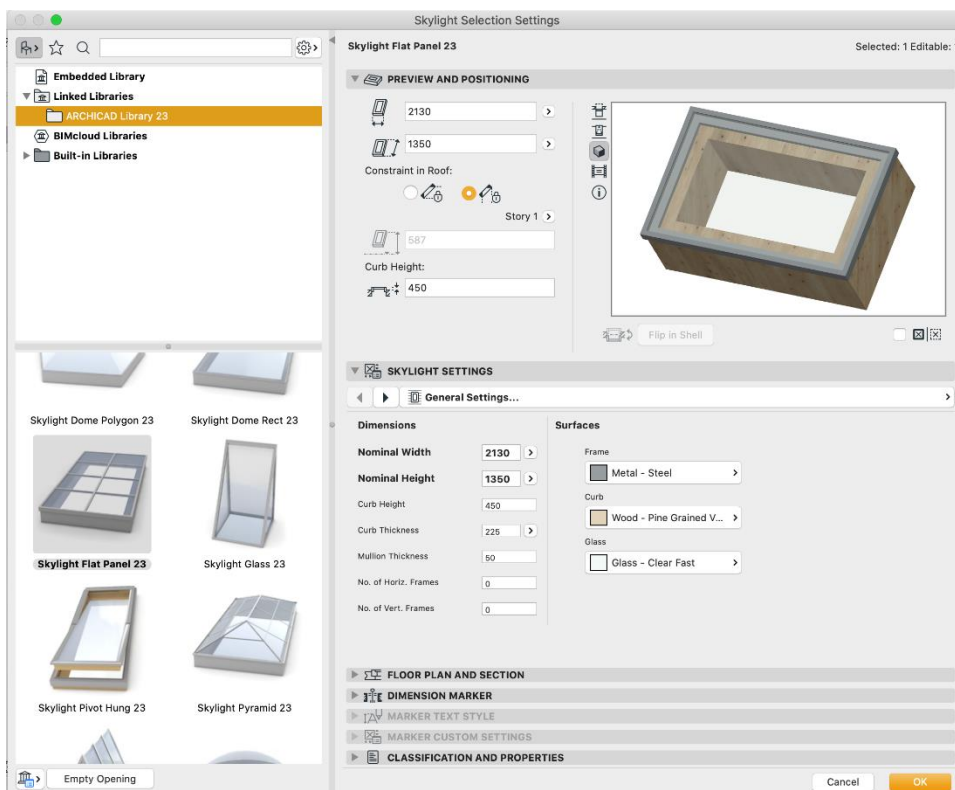 Skylight Selection Settings
Embedded Library
Linked Libraries
ARCHICAD Library 23
BIMcloud Libraries
Built-in Libraries
Skylight Dome Polygon 23
Skylight Dome Rect 23
Skylight Flat Panel 23
Skylight Glass 23
Skylight Pivot Hung 23
Skylight Pyramid 23
Empty Opening
Skylight Flat Panel 23
Selected: 1 Editable:
PREVIEW AND POSITIONING
2130
1350
Constraint in Roof:
Story 1
587
Curb Height:
450
Flip in Shell
SKYLIGHT SETTINGS
General Settings...
Dimensions
Nominal Width 2130
Nominal Height 1350
Curb Height 450
Curb Thickness 225
Mullion Thickness 50
No. of Horiz. Frames 0
No. of Vert. Frames 0
Surfaces
Frame
Metal - Steel
Curb
Wood - Pine Grained V...
Glass
Glass - Clear Fast
FLOOR PLAN AND SECTION
DIMENSION MARKER
MARKER TEXT STYLE
MARKER CUSTOM SETTINGS
CLASSIFICATION AND PROPERTIES
Cancel
OK